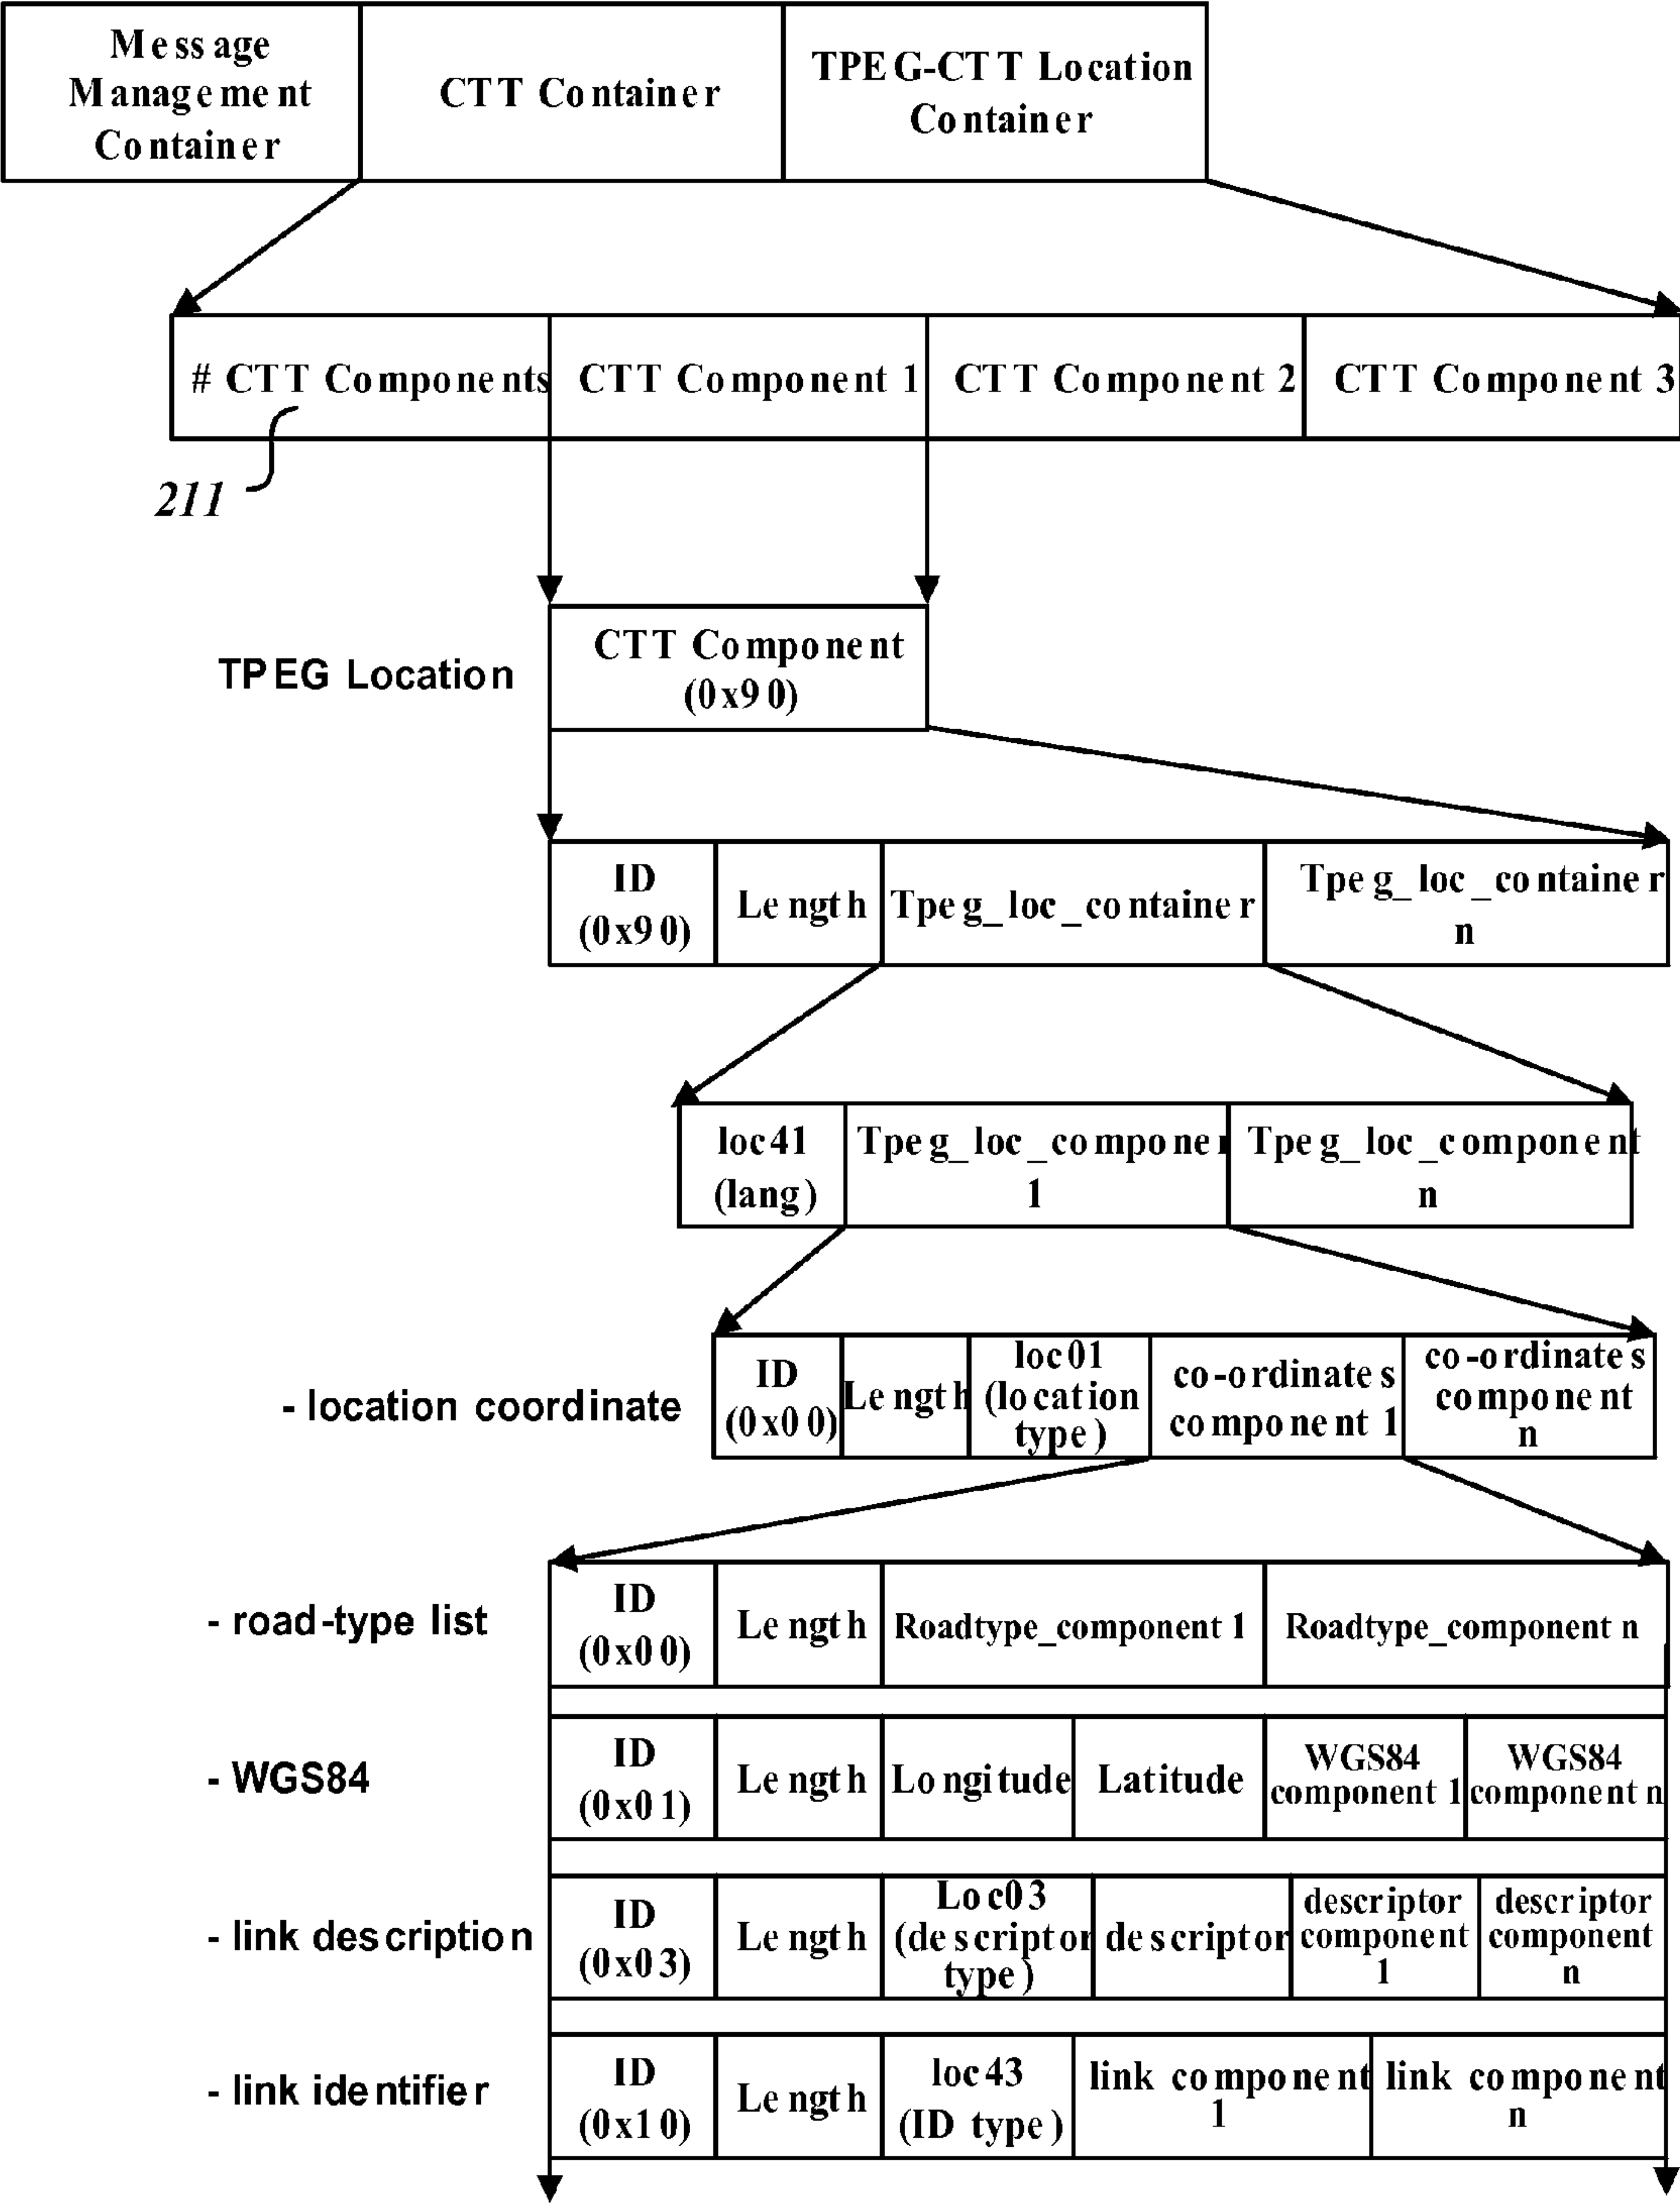 Message
Management
Container
CTT Container
TPEG-CTT Location
Container
# CTT Components
CTT Component 1
CTT Component 2
CTT Component 3
211
TPEG Location
CTT Component
(0x90)
ID
(0x90)
Length
Tpeg_loc_container
Tpeg_loc_container
n
loc41
(lang)
Tpeg_loc_componen
1
Tpeg_loc_component
n
- location coordinate
ID
(0x00)
Length
loc01
(location
type)
co-ordinates
component 1
co-ordinates
component
n
- road-type list
ID
(0x00)
Length
Roadtype_component 1
Roadtype_component n
- WGS84
ID
(0x01)
Length
Longitude
Latitude
WGS84
component 1
WGS84
component n
- link description
ID
(0x03)
Length
Loc03
(descriptor
type)
descriptor
descriptor
component
1
descriptor
component
n
- link identifier
ID
(0x10)
Length
loc43
(ID type)
link component
1
link component
n